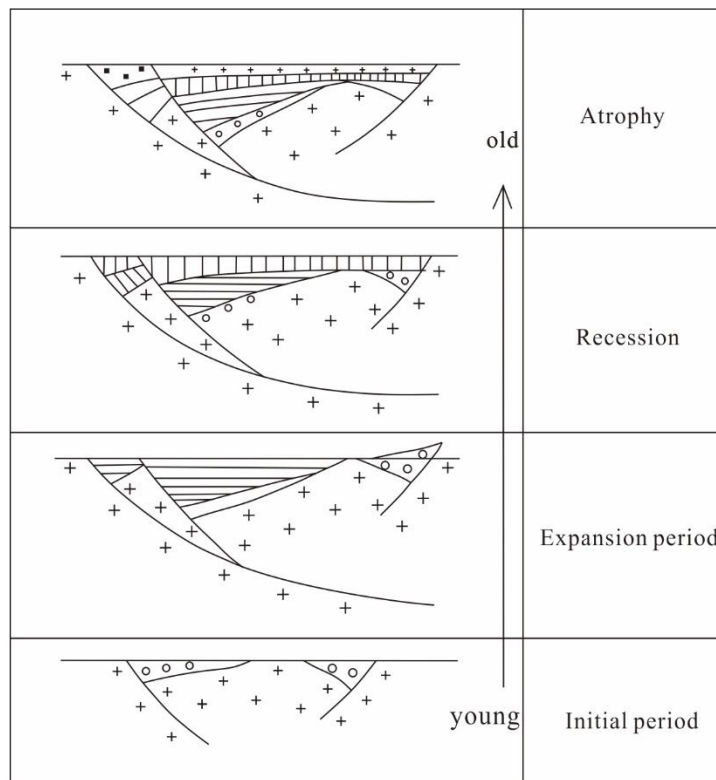 old
Atrophy
Recession
Expansion period
young
Initial period